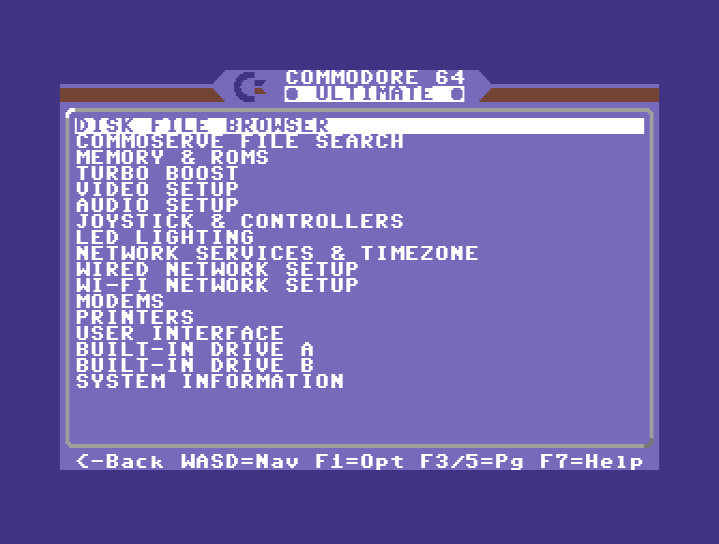 COMMODORE 64
● ULTIMATE ●
DISK FILE BROWSER
COMMOSERVE FILE SEARCH
MEMORY & ROMS
TURBO BOOST
VIDEO SETUP
AUDIO SETUP
JOYSTICK & CONTROLLERS
LED LIGHTING
NETWORK SERVICES & TIMEZONE
WIRED NETWORK SETUP
WI-FI NETWORK SETUP
MODEMS
PRINTERS
USER INTERFACE
BUILT-IN DRIVE A
BUILT-IN DRIVE B
SYSTEM INFORMATION
<-Back WASD=Nav F1=Opt F3/5=Pg F7=Help